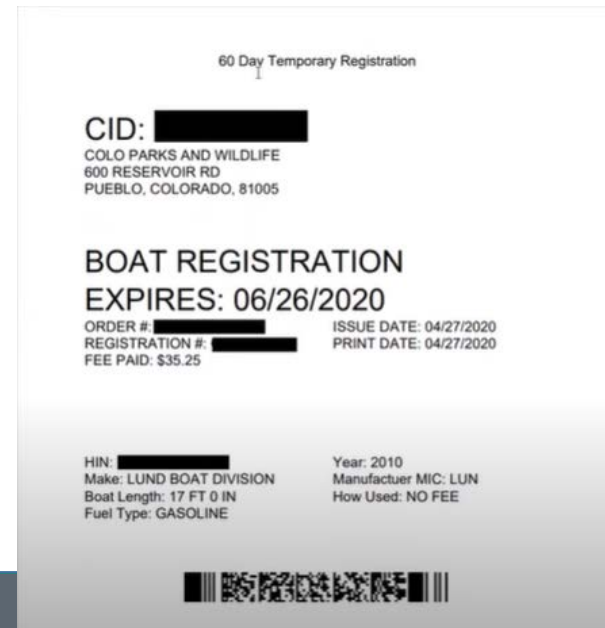 60 Day Temporary Registration
CID:
COLO PARKS AND WILDLIFE
600 RESERVOIR RD
PUEBLO, COLORADO, 81005
BOAT REGISTRATION
EXPIRES: 06/26/2020
ORDER #:
ISSUE DATE: 04/27/2020
REGISTRATION #:
PRINT DATE: 04/27/2020
FEE PAID: $35.25
HIN:
Year: 2010
Make: LUND BOAT DIVISION
Manufactuer MIC: LUN
Boat Length: 17 FT 0 IN
How Used: NO FEE
Fuel Type: GASOLINE